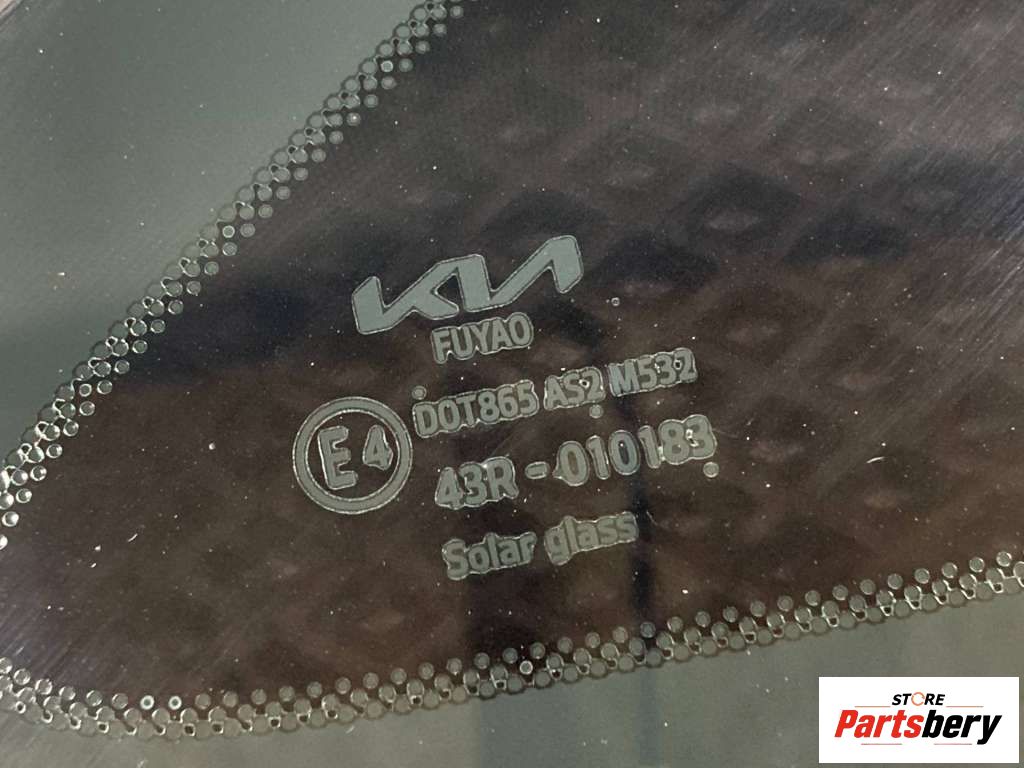 KIA
FUYAO
DOT865 AS2 M532
E4
43R - 010183
Solar glass
STORE
Partsbery